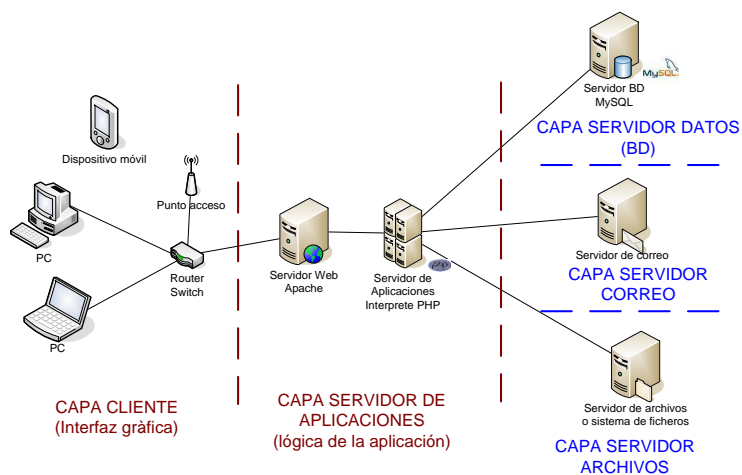 MySQL
Servidor BD
MySQL
CAPA SERVIDOR DATOS
(BD)
Dispositivo móvil
Punto acceso
PC
Router
Switch
Servidor Web
Apache
Servidor de
Aplicaciones
Interprete PHP
php
Servidor de correo
CAPA SERVIDOR
CORREO
PC
Servidor de archivos
o sistema de ficheros
CAPA CLIENTE
(Interfaz gràfica)
CAPA SERVIDOR DE
APLICACIONES
(lógica de la aplicación)
CAPA SERVIDOR
ARCHIVOS